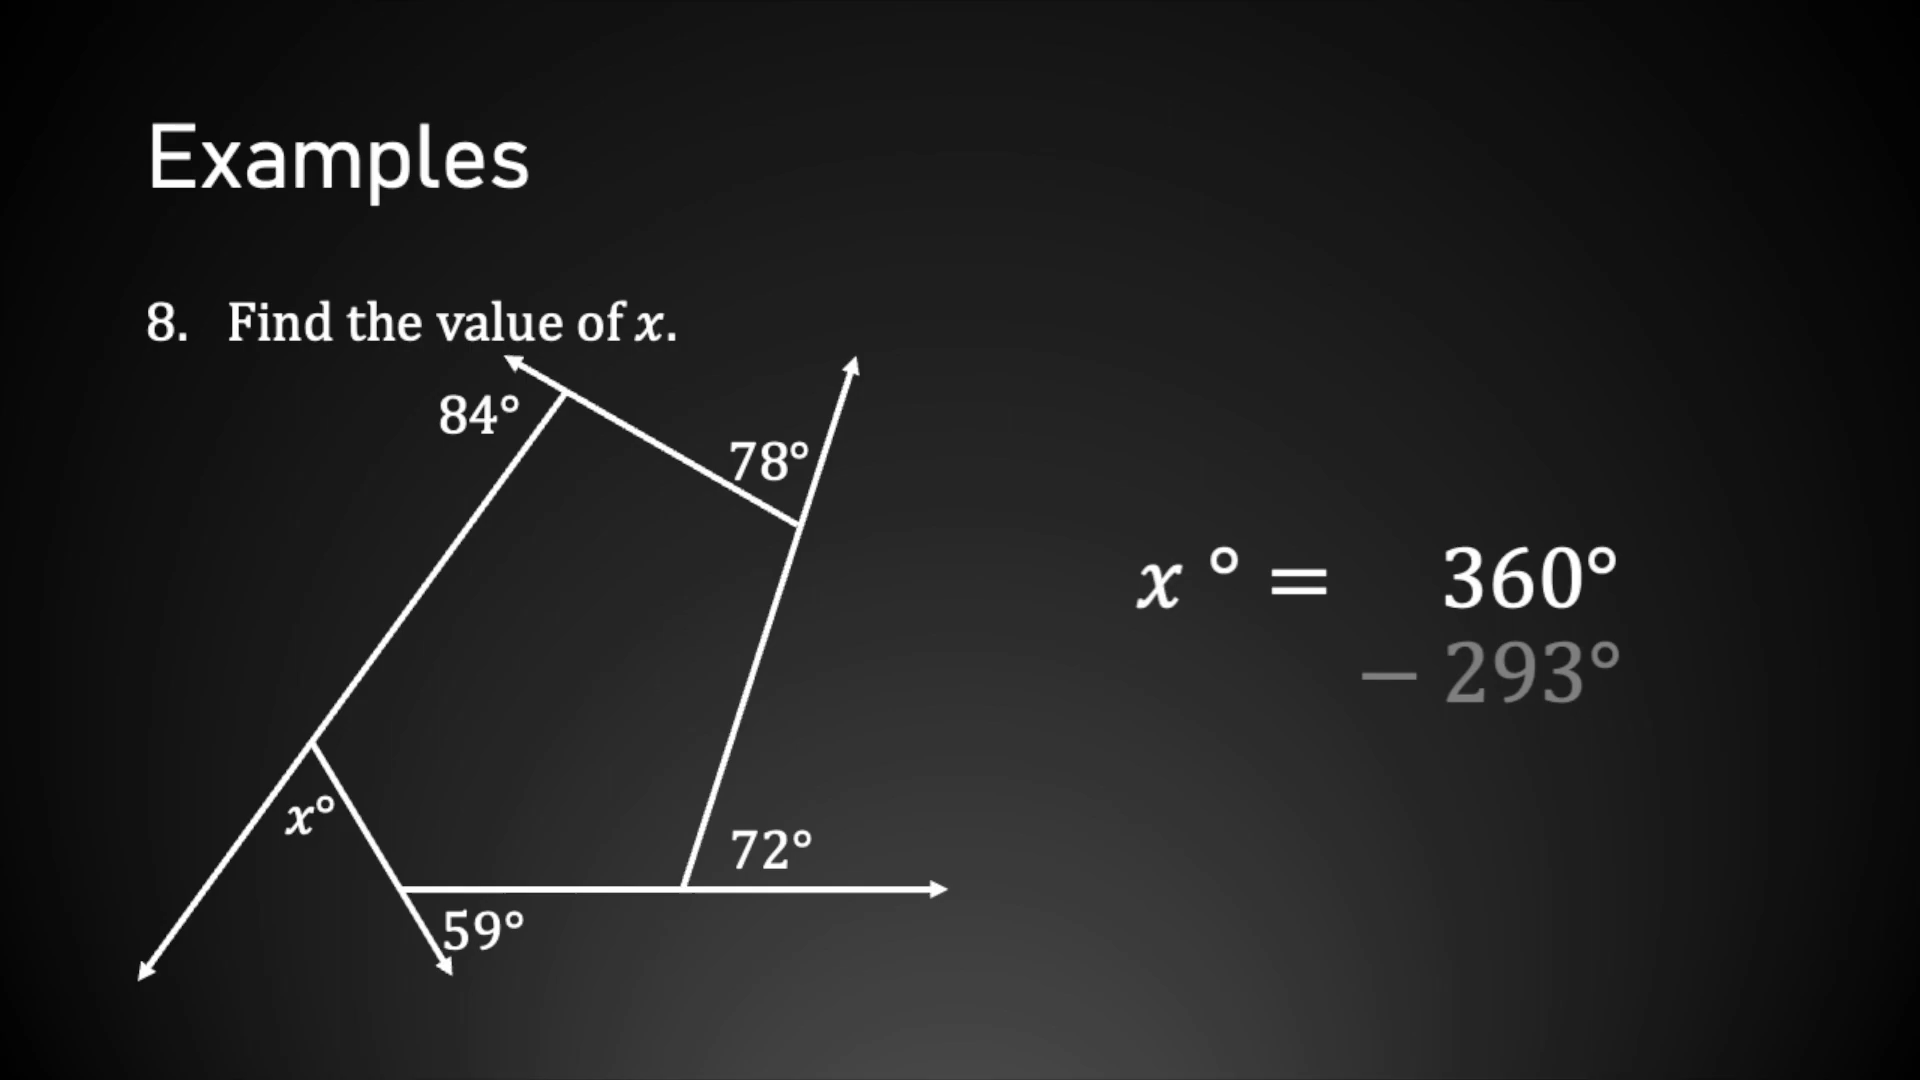 Examples
8. Find the value of x.
84°
78°
x ° = 360°
− 293°
x°
72°
59°